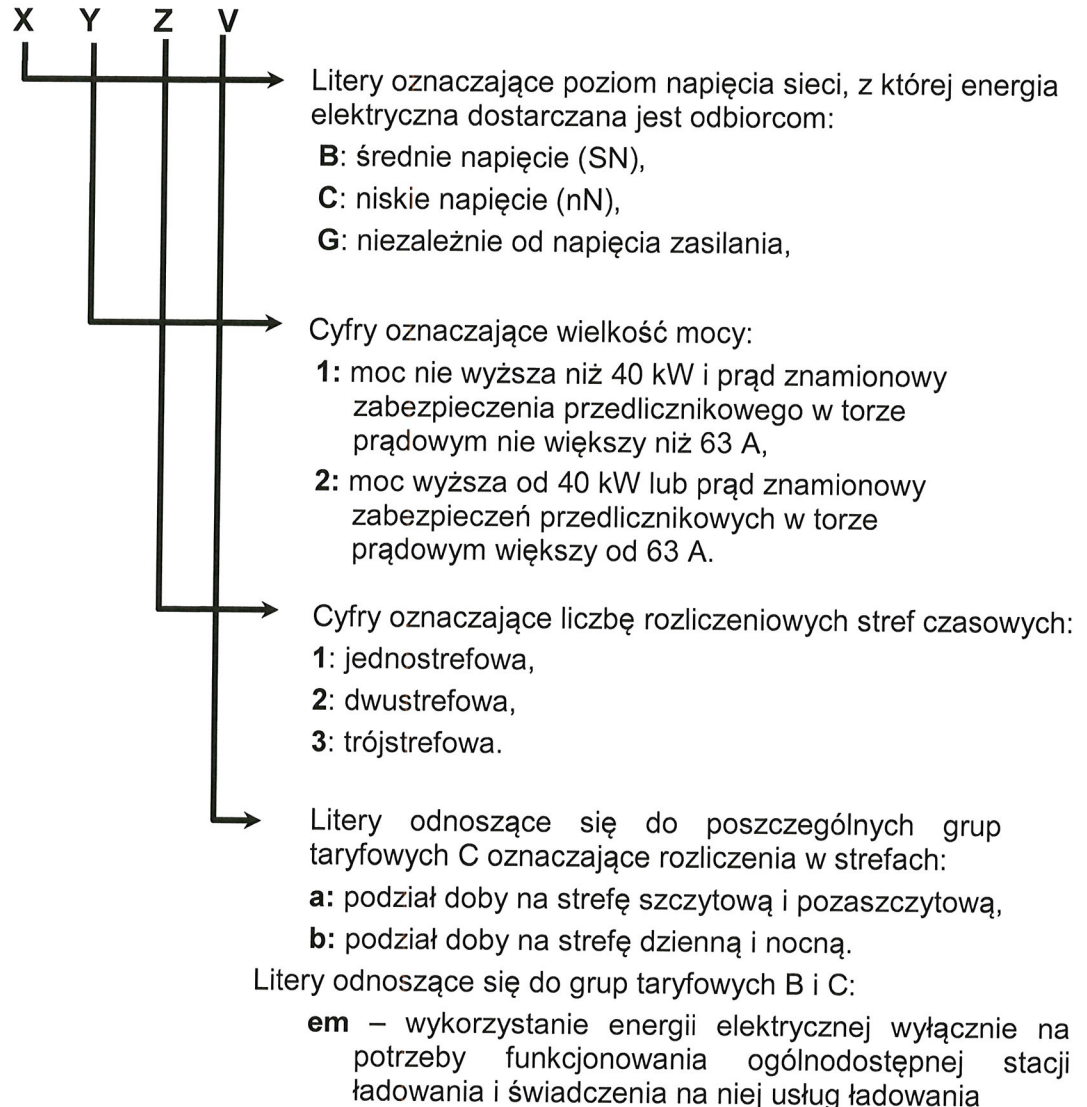 X Y Z V
Litery oznaczające poziom napięcia sieci, z której energia
elektryczna dostarczana jest odbiorcom:
B: średnie napięcie (SN),
C: niskie napięcie (nN),
G: niezależnie od napięcia zasilania,
Cyfry oznaczające wielkość mocy:
1: moc nie wyższa niż 40 kW i prąd znamionowy
zabezpieczenia przedlicznikowego w torze
prądowym nie większy niż 63 A,
2: moc wyższa od 40 kW lub prąd znamionowy
zabezpieczeń przedlicznikowych w torze
prądowym większy od 63 A.
Cyfry oznaczające liczbę rozliczeniowych stref czasowych:
1: jednostrefowa,
2: dwustrefowa,
3: trójstrefowa.
Litery odnoszące się do poszczególnych grup
taryfowych C oznaczające rozliczenia w strefach:
a: podział doby na strefę szczytową i pozaszczytową,
b: podział doby na strefę dzienną i nocną.
Litery odnoszące się do grup taryfowych B i C:
em – wykorzystanie energii elektrycznej wyłącznie na
potrzeby funkcjonowania ogólnodostępnej stacji
ładowania i świadczenia na niej usług ładowania